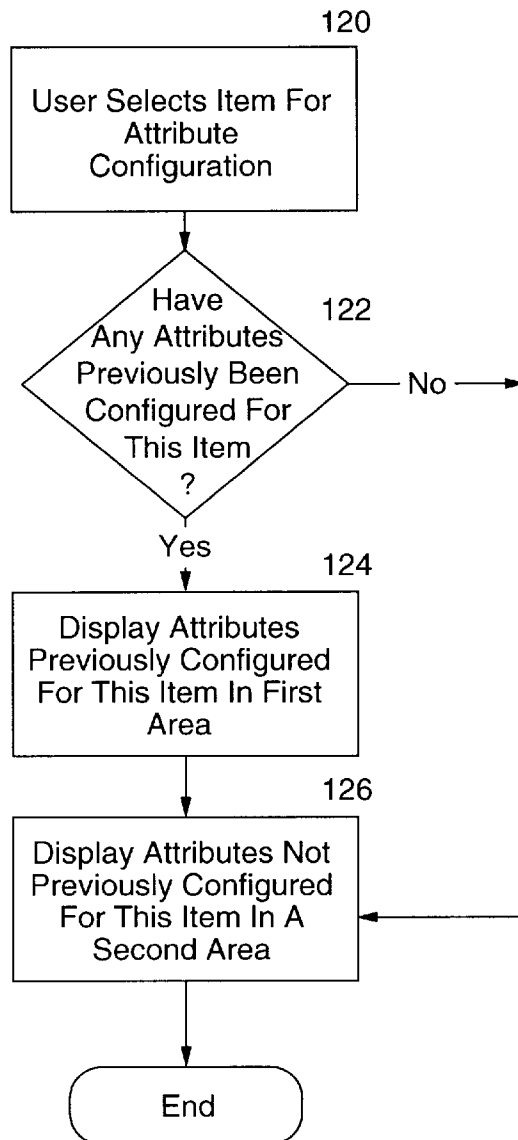 120
User Selects Item For
Attribute
Configuration
122
Have
Any Attributes
Previously Been
Configured For
This Item
?
No
Yes
124
Display Attributes
Previously Configured
For This Item In First
Area
126
Display Attributes Not
Previously Configured
For This Item In A
Second Area
End